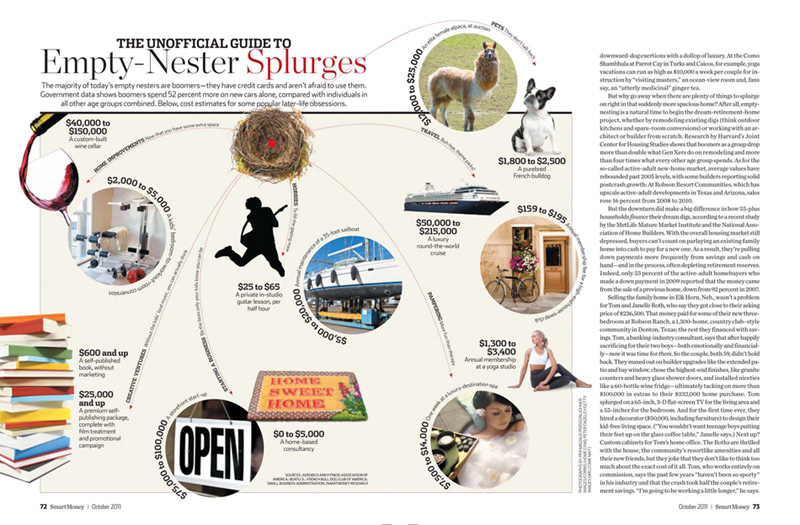 THE UNOFFICIAL GUIDE TO
Empty-Nester Splurges
The majority of today's empty nesters are boomers—they have credit cards and aren't afraid to use them.
Government data shows boomers spend 52 percent more on new cars alone, compared with individuals in
all other age groups combined. Below, cost estimates for some popular later-life obsessions.
$40,000 to
$150,000
A custom-built
wine cellar
HOME IMPROVEMENTS Now that you have some extra space
$2,000 to $5,000 A kids' bedroom-to-workout-room conversion
PETS They don't talk back
$12,000 to $25,000 An elite female alpaca, at auction
$1,800 to $2,500
A purebred
French bulldog
TRAVEL
$50,000 to
$215,000
A luxury
round-the-world
cruise
$159 to $195
HOBBIES
$25 to $65
A private in-studio
guitar lesson, per
half hour
$5,000 to $20,000 Annual maintenance of a 35-foot sailboat
PAMPERING
$1,300 to
$3,400
Annual membership
at a yoga studio
$7,500 to $14,000 One week at a luxury-destination spa
CREATIVE VENTURES
$600 and up
A self-published
book, without
marketing
$25,000
and up
A premium self-
publishing package,
complete with
film treatment
and promotional
campaign
STARTING A BUSINESS
$75,000 to $100,000 A storefront start-up
OPEN
HOME
SWEET
HOME
$0 to $5,000
A home-based
consultancy
SOURCES: AEROBICS AND FITNESS ASSOCIATION OF
AMERICA; BOATS; FRENCH BULL DOG CLUB OF AMERICA;
SMALL BUSINESS ADMINISTRATION; SMARTMONEY RESEARCH
72 SmartMoney | October 2011
downward-dog exertions with a dollop of luxury. At the Como
Shambhala at Parrot Cay in Turks and Caicos, for example, yoga
vacations can run as high as $10,000 a week per couple for in-
struction by "visiting masters," an ocean-view room and, fans
say, an "utterly medicinal" ginger tea.
But why go away when there are plenty of things to splurge
on right in that suddenly more spacious home? After all, empty-
nesting is a natural time to begin the dream-retirement-home
project, whether by remodeling existing digs (think outdoor
kitchens and spare-room conversions) or working with an ar-
chitect or builder from scratch. Research by Harvard's Joint
Center for Housing Studies shows that boomers as a group drop
more than double what Gen Xers do on remodeling and more
than four times what every other age group spends. As for the
so-called active-adult new-home market, average values have
rebounded past 2005 levels, with some builders reporting solid
postcrash growth: At Robson Resort Communities, which has
upscale active-adult developments in Texas and Arizona, sales
rose 16 percent from 2008 to 2010.
But the downturn did make a big difference in how 55-plus
households finance their dream digs, according to a recent study
by the MetLife Mature Market Institute and the National Asso-
ciation of Home Builders. With the overall housing market still
depressed, buyers can't count on parlaying an existing family
home into cash to pay for a new one. As a result, they're pulling
down payments more frequently from savings and cash on
hand—and in the process, often depleting retirement reserves.
Indeed, only 55 percent of the active-adult homebuyers who
made a down payment in 2009 reported that the money came
from the sale of a previous home, down from 92 percent in 2007.
Selling the family home in Elk Horn, Neb., wasn't a problem
for Tom and Janelle Roth, who say they got close to their asking
price of $236,500. That money paid for some of their new three-
bedroom at Robson Ranch, a 1,300-home, country club–style
community in Denton, Texas; the rest they financed with sav-
ings. Tom, a banking-industry consultant, says that after happily
sacrificing for their two boys—both emotionally and financial-
ly—now it was time for them. So the couple, both 59, didn't hold
back. They maxed out on builder upgrades like the extended pa-
tio and bay window, chose the highest-end finishes, like granite
counters and heavy glass shower doors, and installed niceties
like a 60-bottle wine fridge—ultimately tacking on more than
$100,000 in extras to their $332,000 home purchase. Tom
splurged on a 65-inch, 3-D flat-screen TV for the living area and
a 55-incher for the bedroom. And for the first time ever, they
hired a decorator ($50,000, including furniture) to design their
kid-free living space. ("You wouldn't want teenage boys putting
their feet up on the glass coffee table," Janelle says.) Next up?
Custom cabinets for Tom's home office. The Roths are thrilled
with the house, the community's resortlike amenities and all
their new friends, but they joke that they don't like to think too
much about the exact cost of it all. Tom, who works entirely on
commission, says the past few years "haven't been so sporty"
in his industry and that the crash took half the couple's retire-
ment savings. "I'm going to be working a little longer," he says.
October 2011 | SmartMoney 73